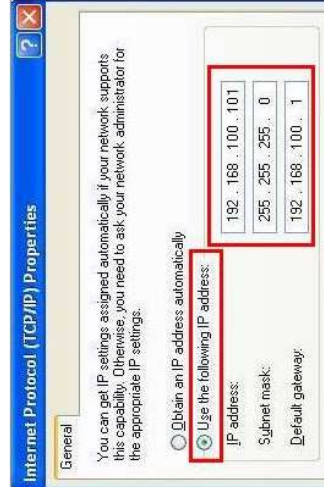 Internet Protocol (TCP/IP) Properties
General
You can get IP settings assigned automatically if your network supports
this capability. Otherwise, you need to ask your network administrator for
the appropriate IP settings.
Obtain an IP address automatically
Use the following IP address:
IP address: 192 . 168 . 100 . 101
Subnet mask: 255 . 255 . 255 . 0
Default gateway: 192 . 168 . 100 . 1